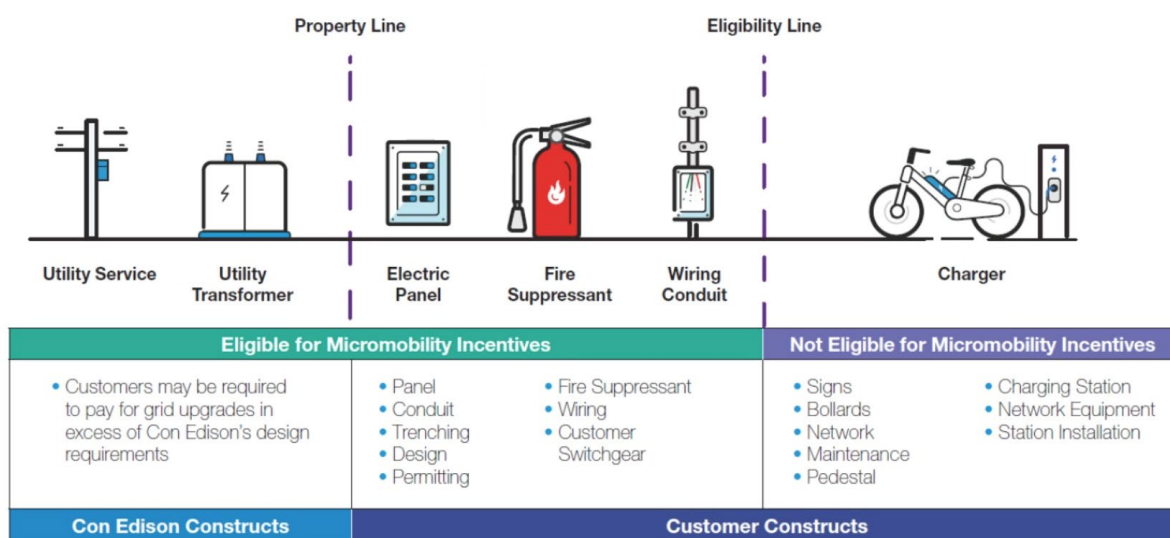 Property Line
Eligibility Line
Utility Service
Utility
Transformer
Electric
Panel
Fire
Suppressant
Wiring
Conduit
Charger
Eligible for Micromobility Incentives
Not Eligible for Micromobility Incentives
• Customers may be required
to pay for grid upgrades in
excess of Con Edison's design
requirements
• Panel
• Conduit
• Trenching
• Design
• Permitting
• Fire Suppressant
• Wiring
• Customer
Switchgear
• Signs
• Bollards
• Network
• Maintenance
• Pedestal
• Charging Station
• Network Equipment
• Station Installation
Con Edison Constructs
Customer Constructs